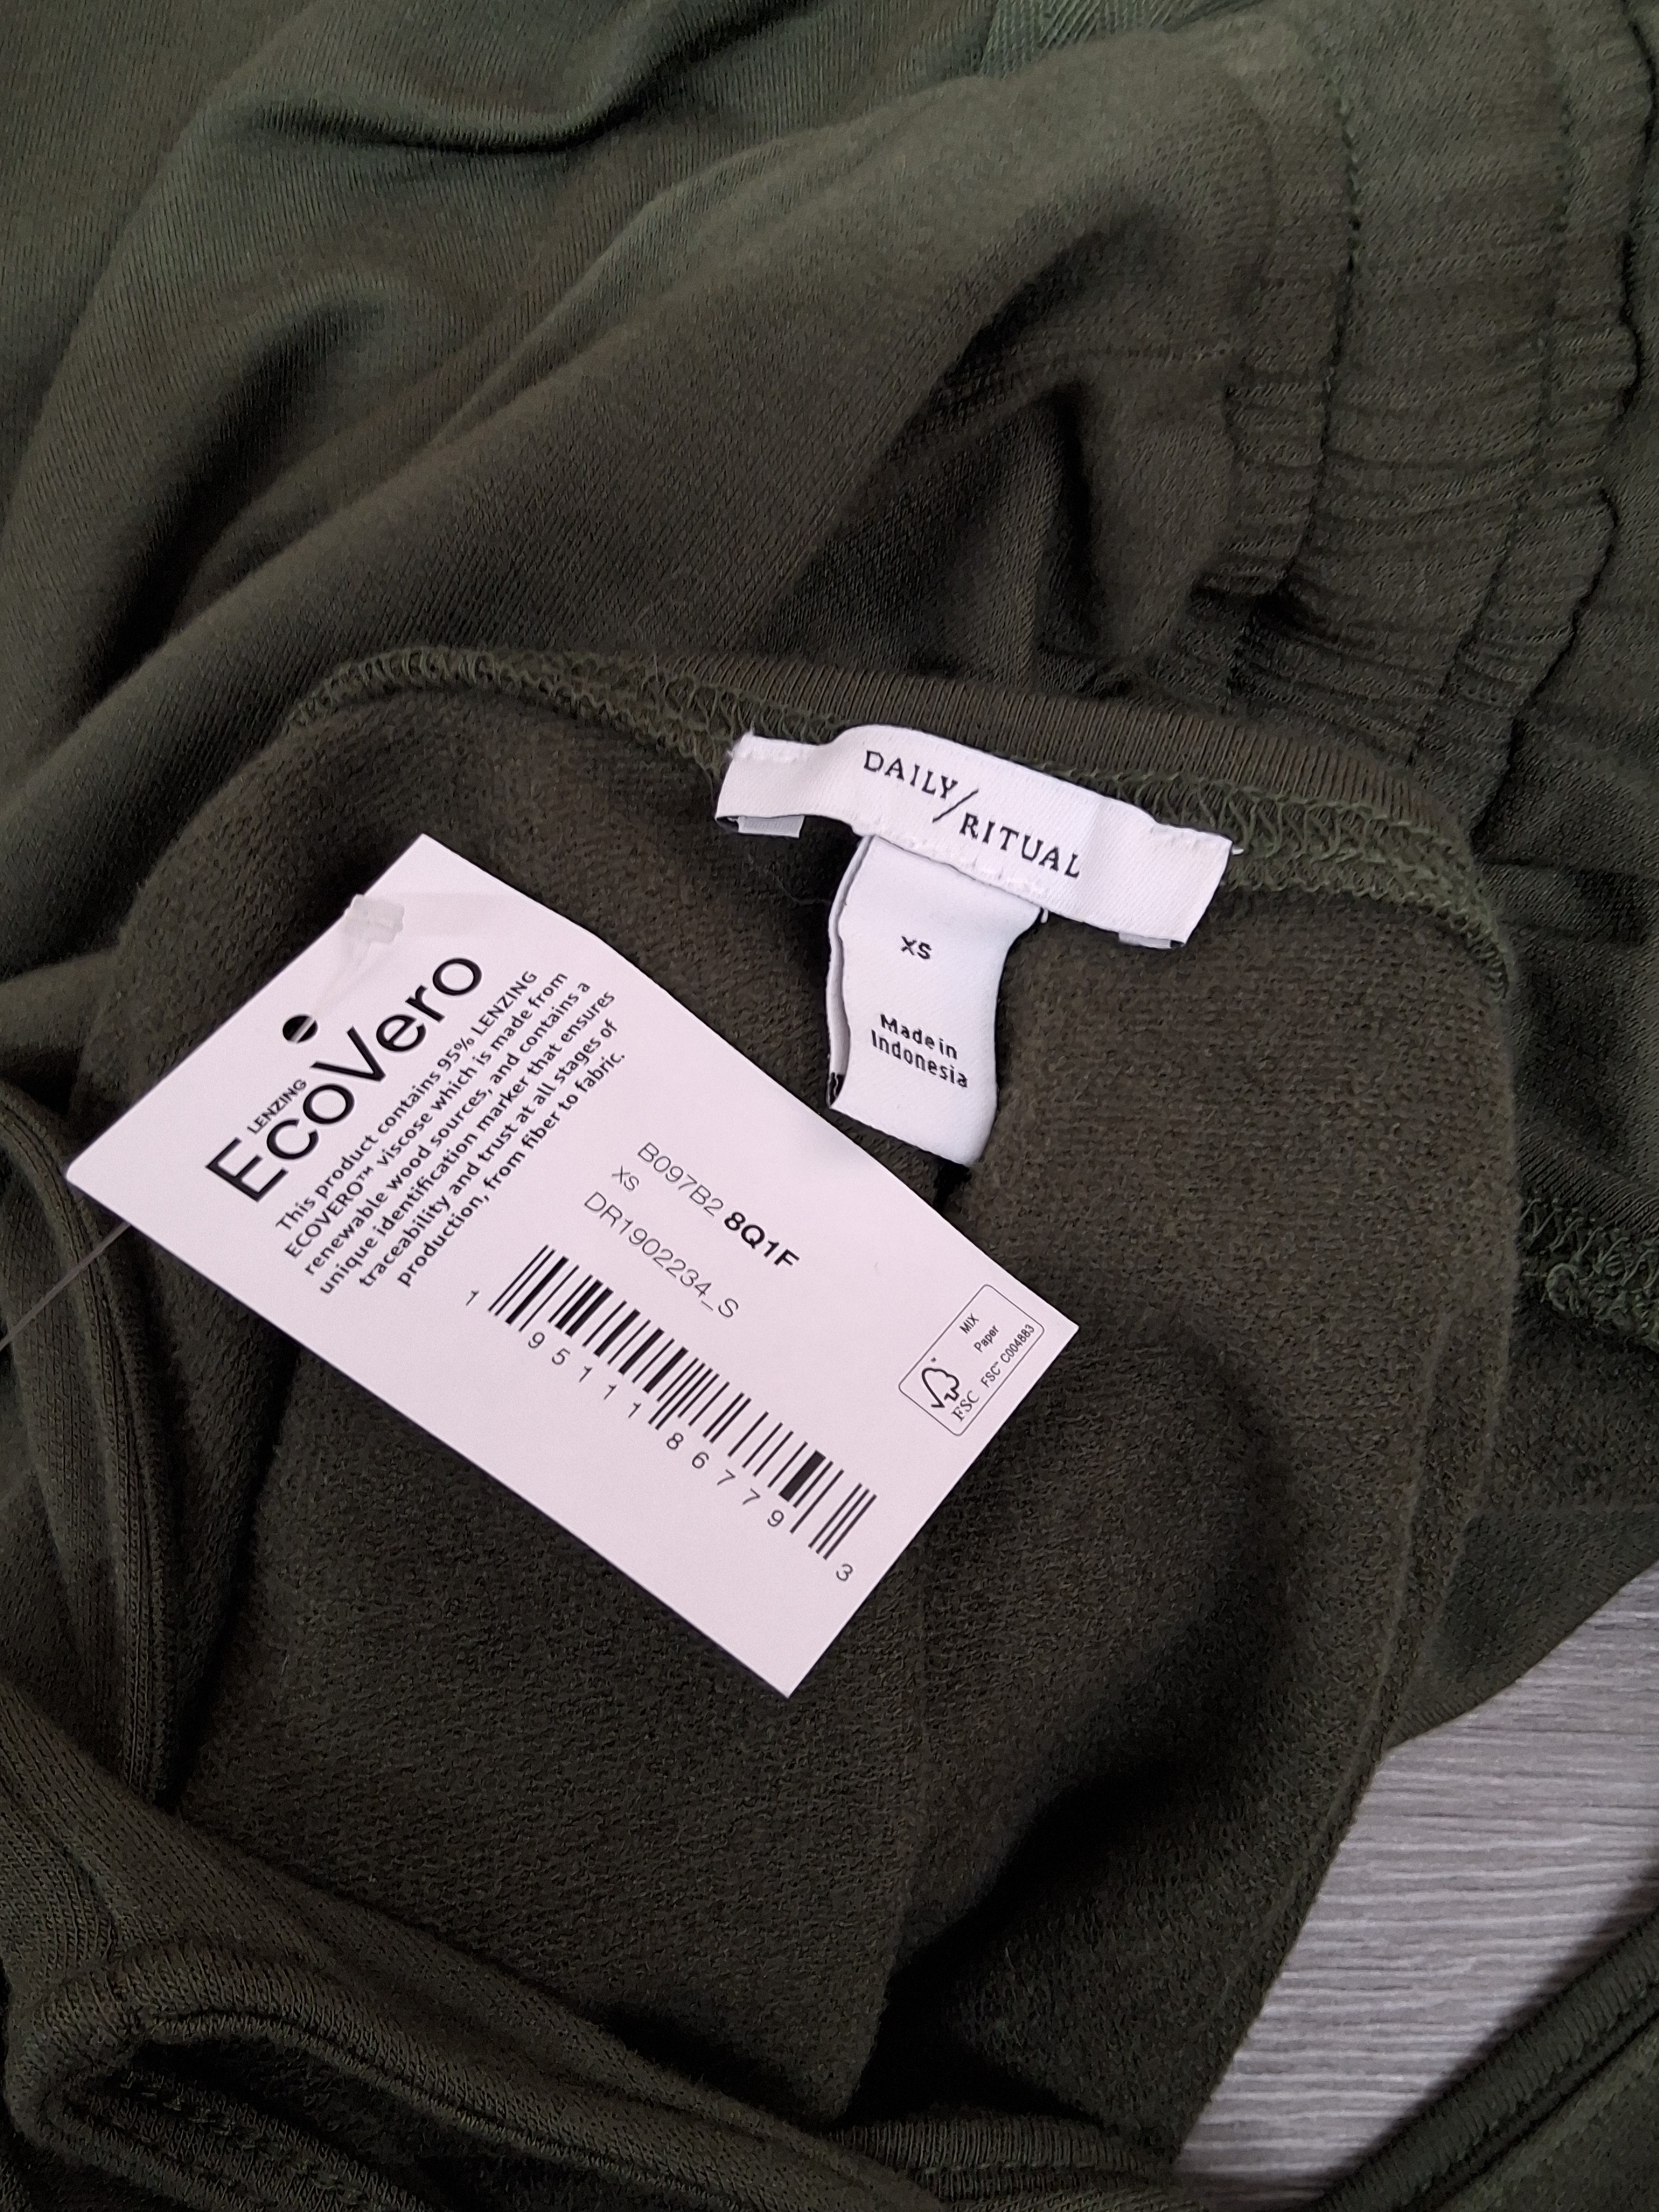 DAILY/RITUAL
XS
Made in
Indonesia
LENZING
EcoVero
This product contains 95% LENZING
ECOVERO™ viscose which is made from
renewable wood sources, and contains a
unique identification marker that ensures
traceability and trust at all stages of
production, from fiber to fabric.
B097B2 8Q1F
XS
DR1902234_S
1 95111 86779 3
MIX
Paper
FSC™ C004883
FSC